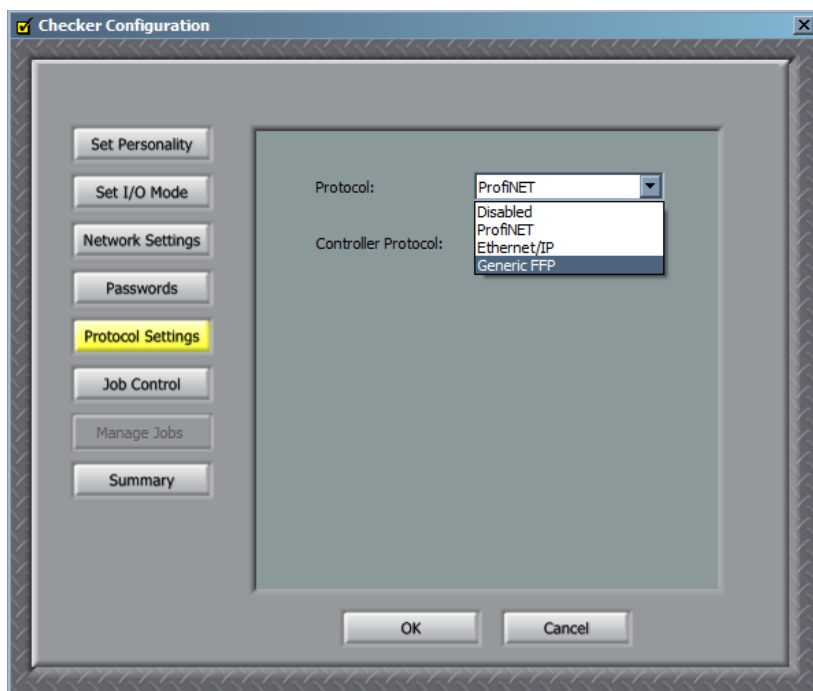 Checker Configuration
Set Personality
Set I/O Mode
Network Settings
Passwords
Protocol Settings
Job Control
Manage Jobs
Summary
Protocol: ProfiNET
Disabled
ProfiNET
Ethernet/IP
Generic FFP
Controller Protocol:
OK Cancel